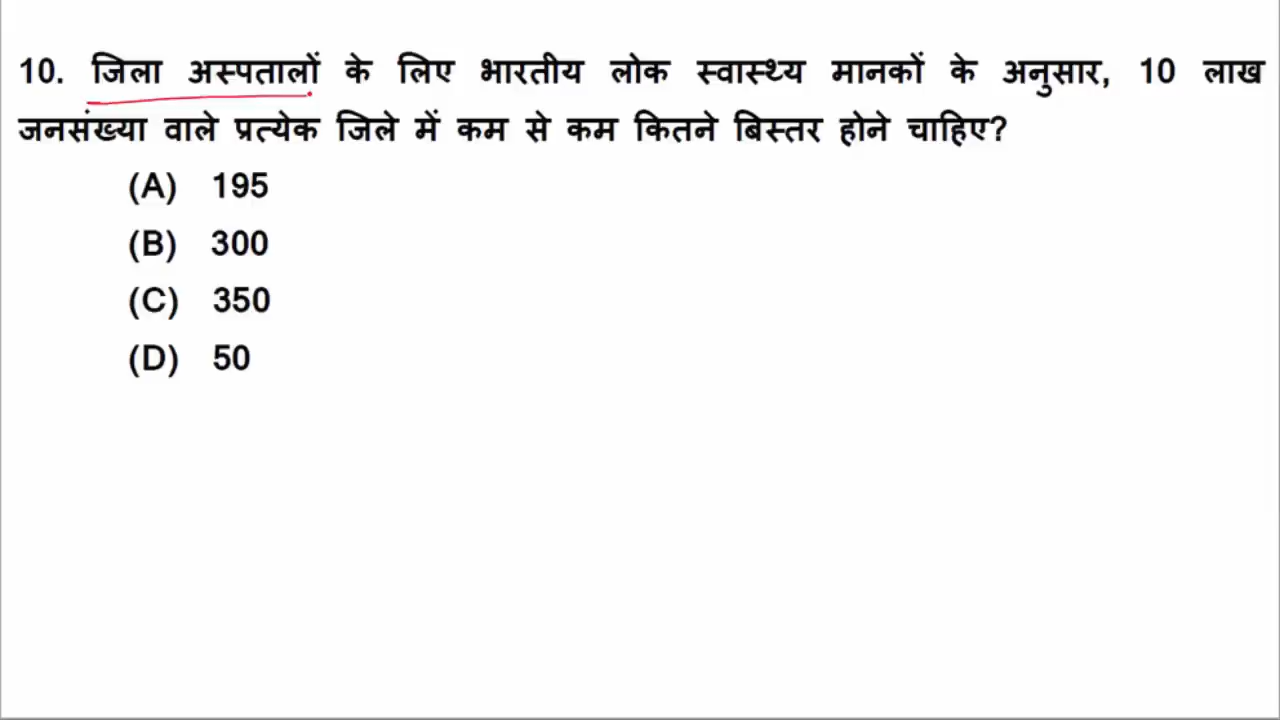 10. जिला अस्पतालों के लिए भारतीय लोक स्वास्थ्य मानकों के अनुसार, 10 लाख
जनसंख्या वाले प्रत्येक जिले में कम से कम कितने बिस्तर होने चाहिए?
(A) 195
(B) 300
(C) 350
(D) 50